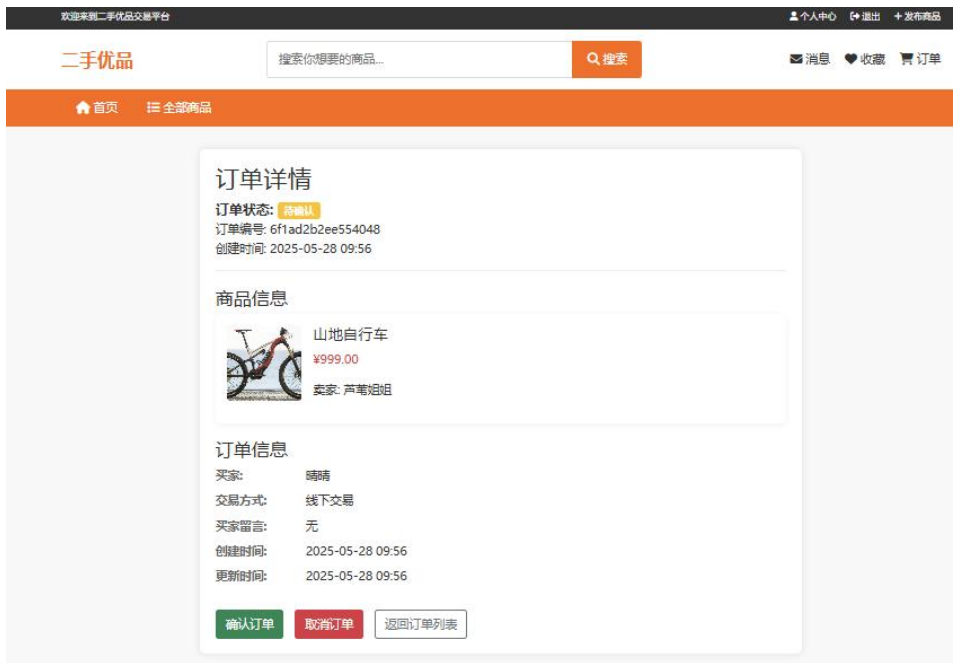 欢迎来到二手优品交易平台
个人中心 退出 +发布商品
二手优品
搜索你想要的商品...
搜索
消息 收藏 订单
首页 全部商品
订单详情
订单状态: 待确认
订单编号: 6f1ad2b2ee554048
创建时间: 2025-05-28 09:56
商品信息
山地自行车
¥999.00
卖家: 芦苇姐姐
订单信息
买家: 晴晴
交易方式: 线下交易
买家留言: 无
创建时间: 2025-05-28 09:56
更新时间: 2025-05-28 09:56
确认订单 取消订单 返回订单列表